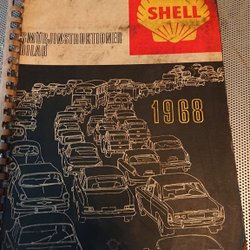 SHELL
SMÖRJINSTRUKTIONER
BILAR
1968